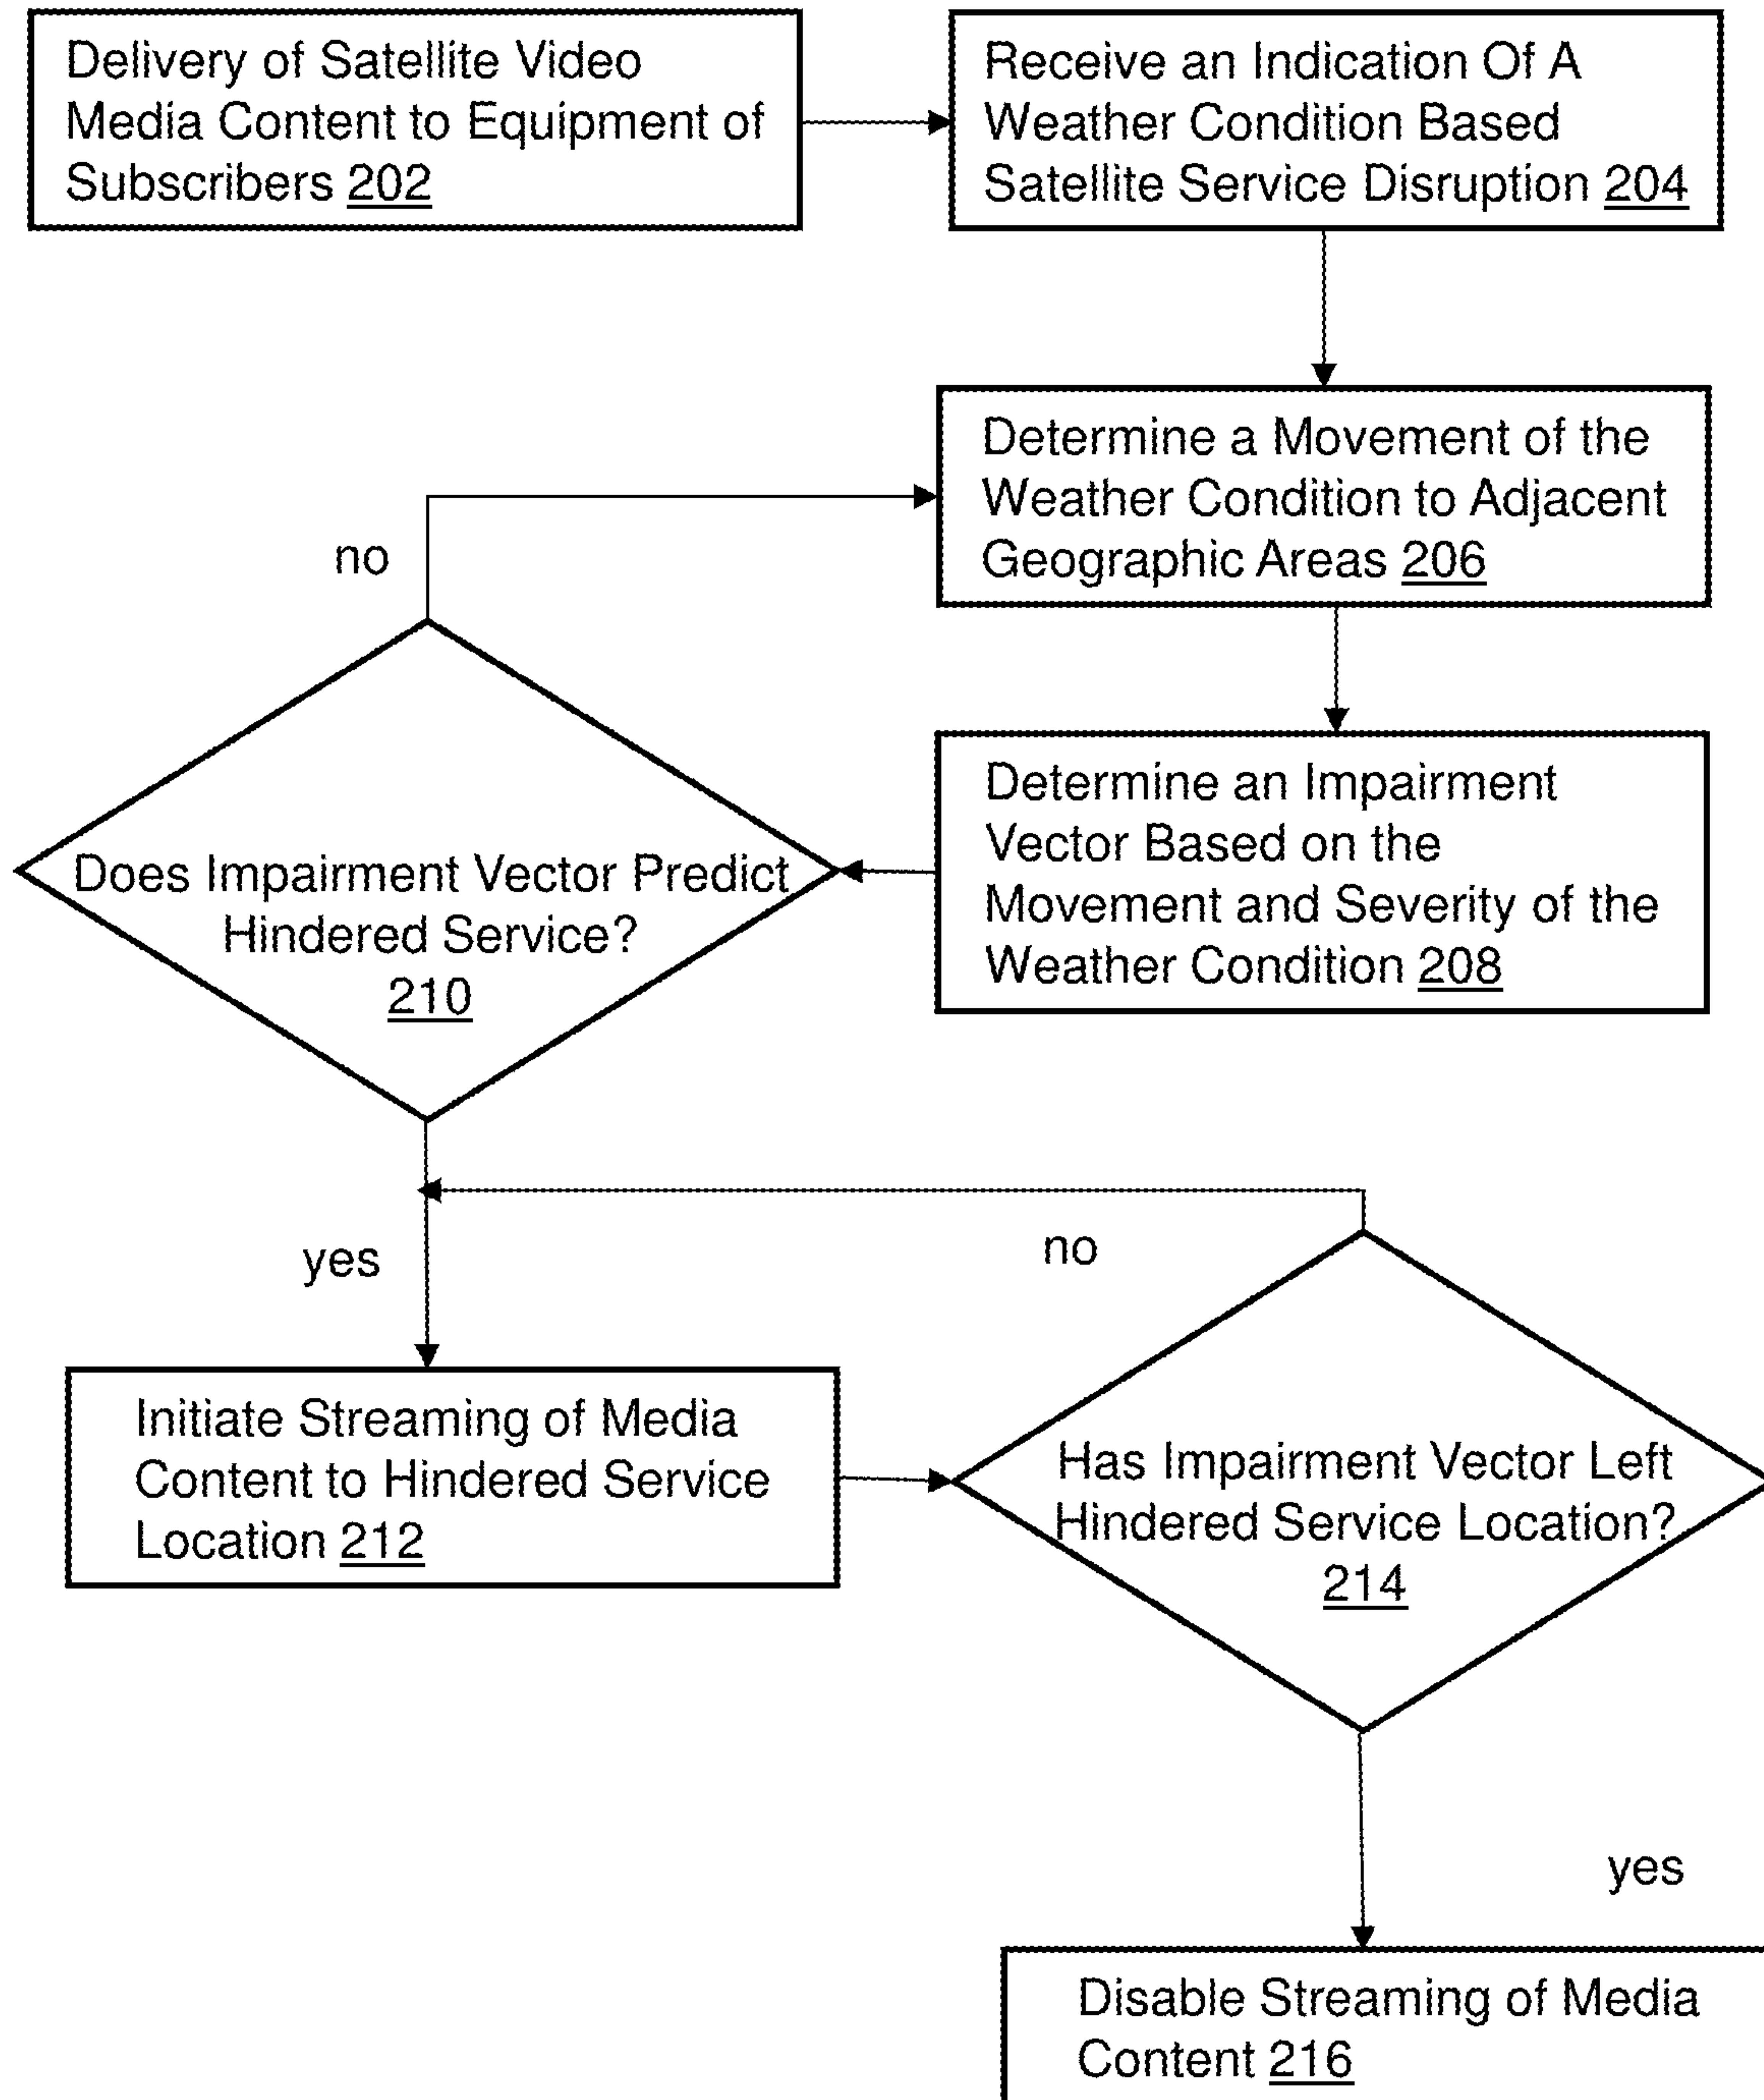 Delivery of Satellite Video
Media Content to Equipment of
Subscribers 202
Receive an Indication Of A
Weather Condition Based
Satellite Service Disruption 204
Determine a Movement of the
Weather Condition to Adjacent
Geographic Areas 206
no
Determine an Impairment
Vector Based on the
Movement and Severity of the
Weather Condition 208
Does Impairment Vector Predict
Hindered Service?
210
yes
no
Initiate Streaming of Media
Content to Hindered Service
Location 212
Has Impairment Vector Left
Hindered Service Location?
214
yes
Disable Streaming of Media
Content 216